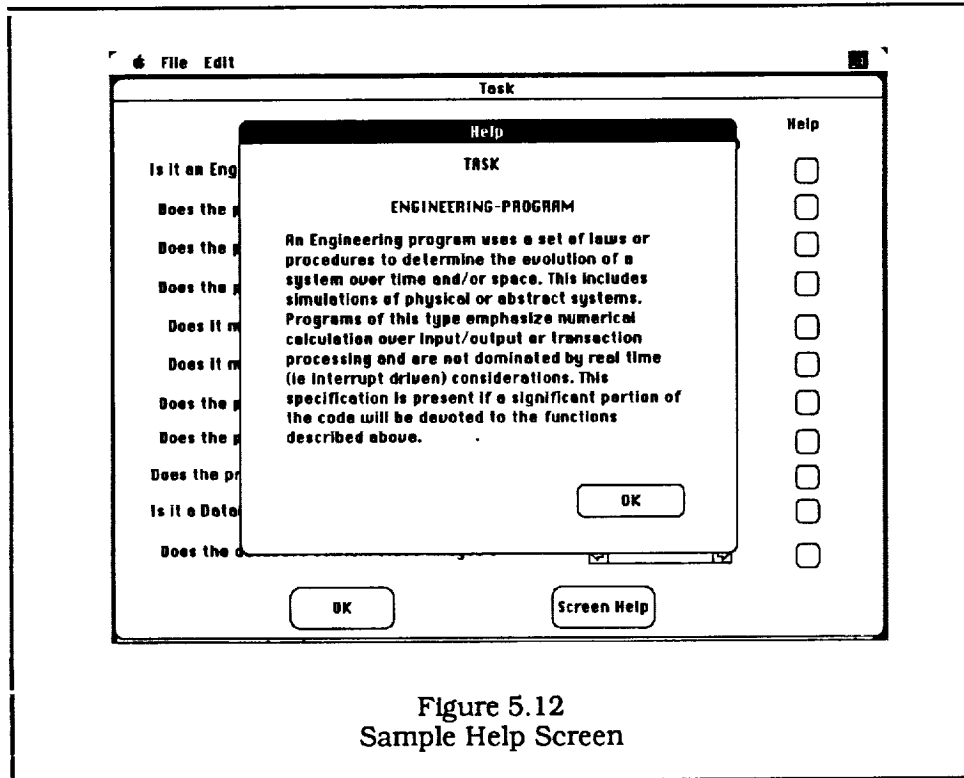 File Edit
Task
Help
Help
TASK
ENGINEERING-PROGRAM
An Engineering program uses a set of laws or
procedures to determine the evolution of a
system over time and/or space. This includes
simulations of physical or abstract systems.
Programs of this type emphasize numerical
calculation over input/output or transaction
processing and are not dominated by real time
(ie interrupt driven) considerations. This
specification is present if a significant portion of
the code will be devoted to the functions
described above.
OK
Is it an Eng
Does the p
Does the p
Does the p
Does it m
Does it m
Does the p
Does the p
Does the pr
Is it a Data
Does the
OK
Screen Help
Figure 5.12
Sample Help Screen